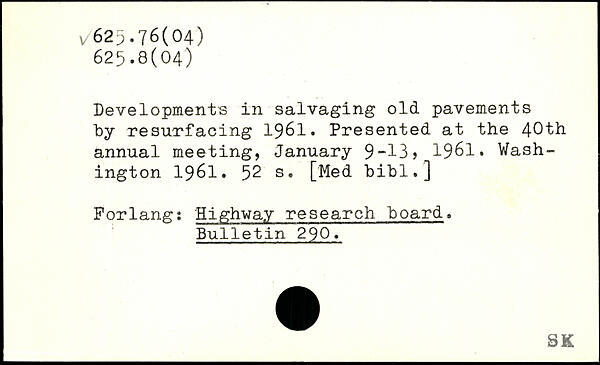 √625.76(04)
625.8(04)
Developments in salvaging old pavements
by resurfacing 1961. Presented at the 40th
annual meeting, January 9-13, 1961. Wash-
ington 1961. 52 s. [Med bibl.]
Forlang: Highway research board.
Bulletin 290.
SK